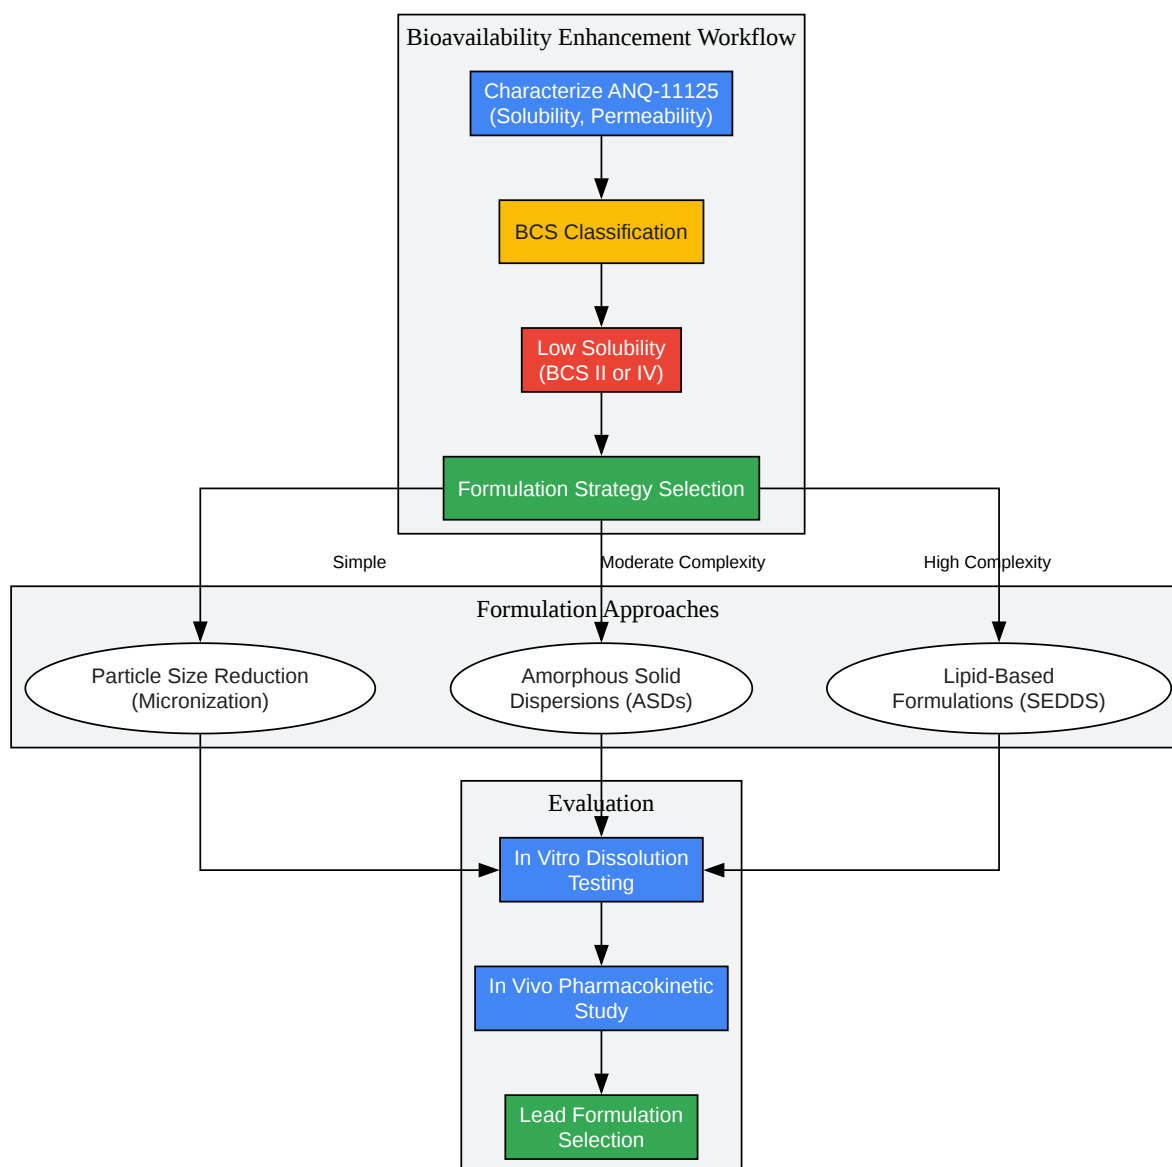 Bioavailability Enhancement Workflow
Characterize ANQ-11125
(Solubility, Permeability)
BCS Classification
Low Solubility
(BCS II or IV)
Formulation Strategy Selection
Simple
Moderate Complexity
High Complexity
Formulation Approaches
Particle Size Reduction
(Micronization)
Amorphous Solid
Dispersions (ASDs)
Lipid-Based
Formulations (SEDDS)
Evaluation
In Vitro Dissolution
Testing
In Vivo Pharmacokinetic
Study
Lead Formulation
Selection